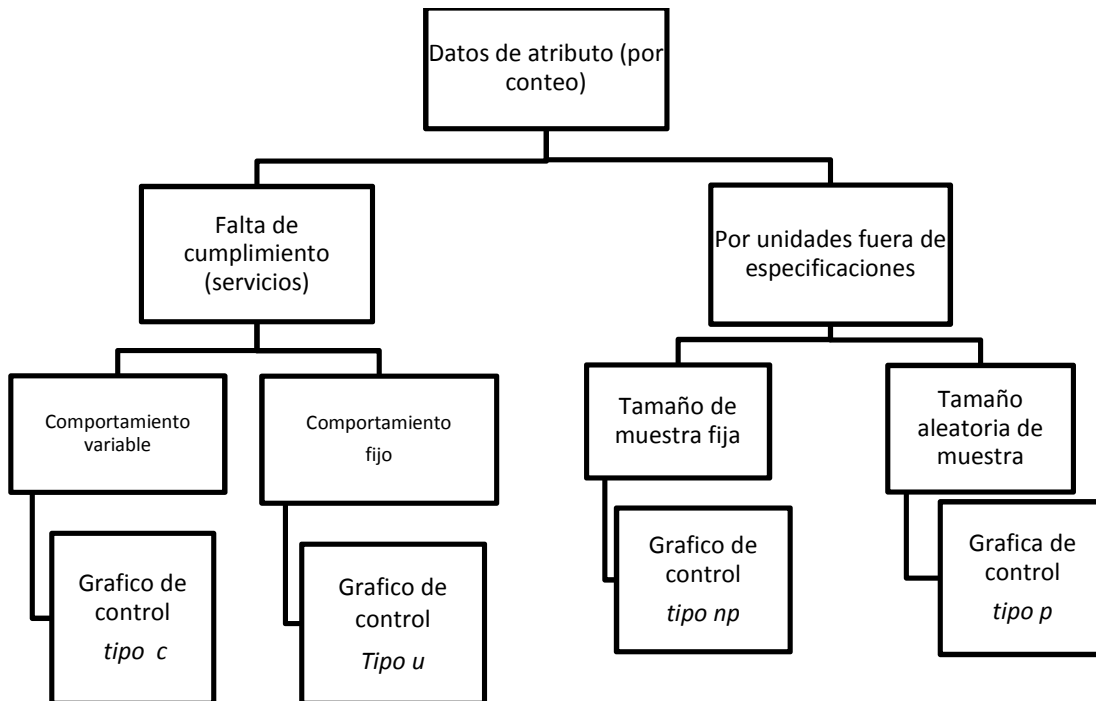 Datos de atributo (por
conteo)
Falta de
cumplimiento
(servicios)
Por unidades fuera de
especificaciones
Comportamiento
variable
Comportamiento
fijo
Tamaño de
muestra fija
Tamaño
aleatoria de
muestra
Grafico de
control
tipo c
Grafico de
control
Tipo u
Grafico de
control
tipo np
Grafica de
control
tipo p